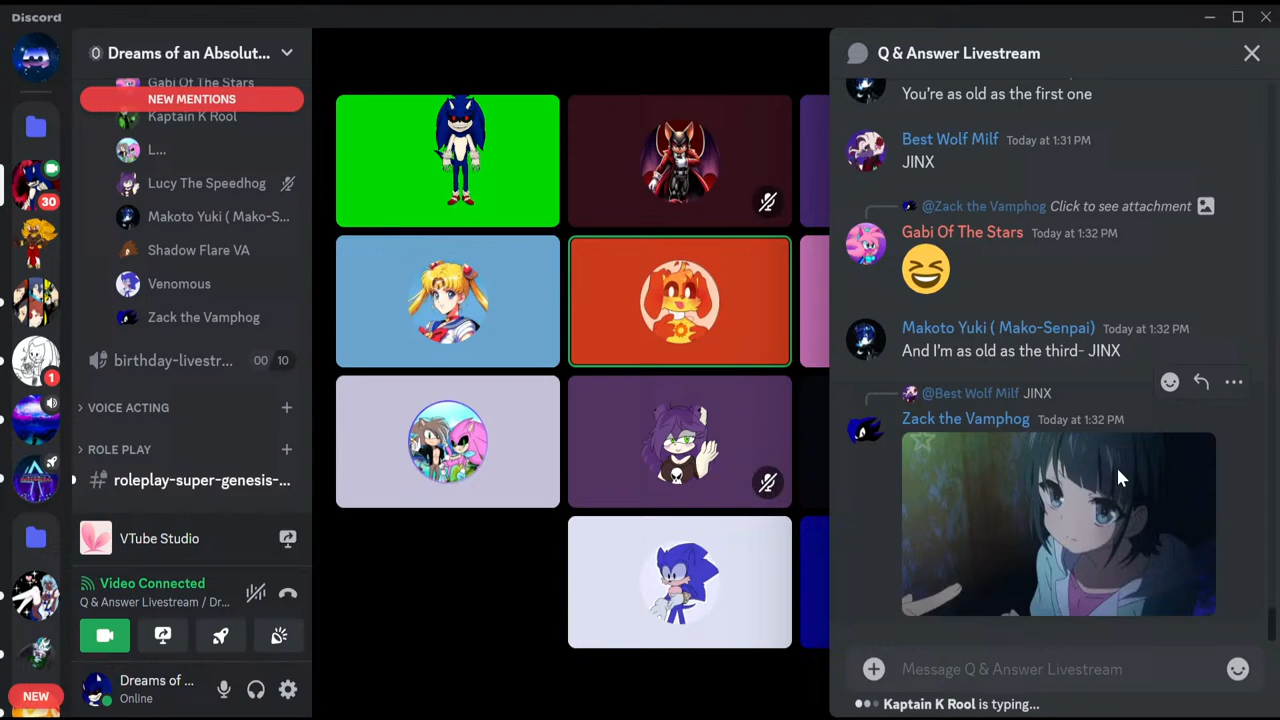 Discord
Dreams of an Absolut...
Gabi Of The Stars
NEW MENTIONS
Kaptain K Rool
L...
Lucy The Speedhog
Makoto Yuki ( Mako-S...
Shadow Flare VA
Venomous
Zack the Vamphog
birthday-livestr...
00 10
VOICE ACTING
ROLE PLAY
roleplay-super-genesis-...
VTube Studio
Video Connected
Q & Answer Livestream / Dr...
Dreams of ...
Online
30
1
NEW
Q & Answer Livestream
You're as old as the first one
Best Wolf Milf Today at 1:31 PM
JINX
@Zack the Vamphog Click to see attachment
Gabi Of The Stars Today at 1:32 PM
Makoto Yuki ( Mako-Senpai) Today at 1:32 PM
And I'm as old as the third- JINX
@Best Wolf Milf JINX
Zack the Vamphog Today at 1:32 PM
Message Q & Answer Livestream
Kaptain K Rool is typing...